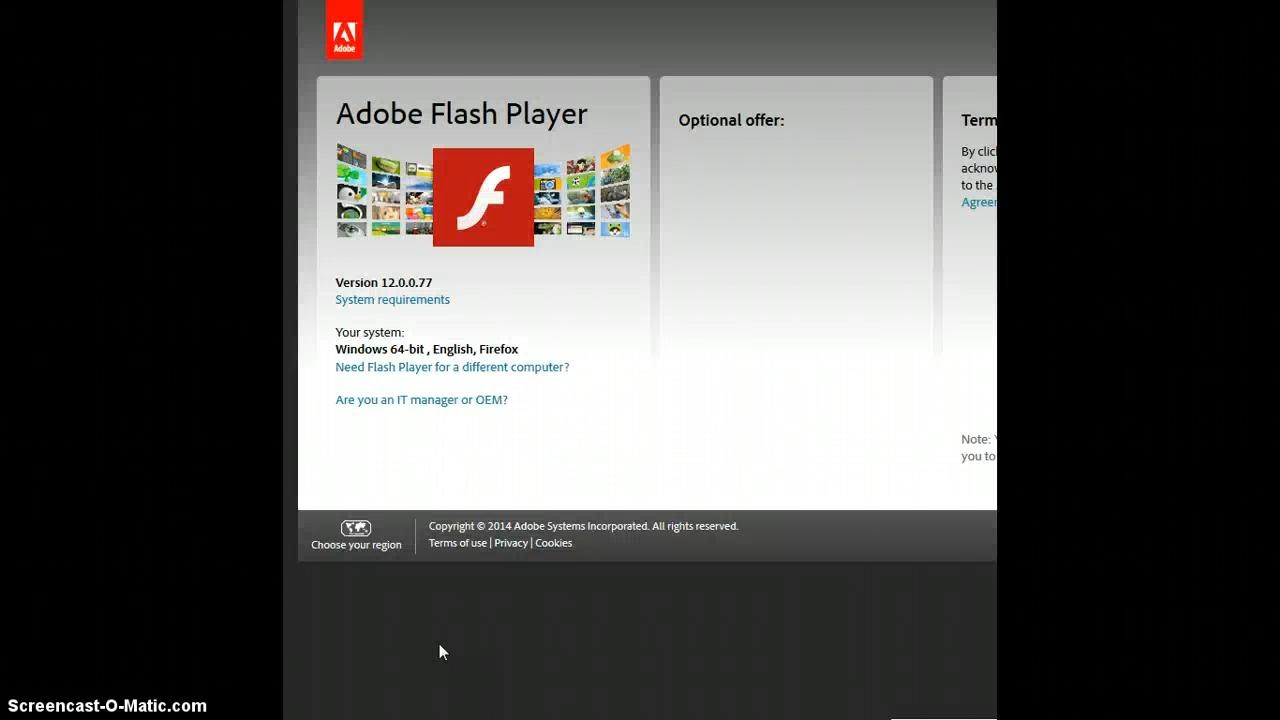 Adobe
Adobe Flash Player
Version 12.0.0.77
System requirements
Your system:
Windows 64-bit , English, Firefox
Need Flash Player for a different computer?
Are you an IT manager or OEM?
Optional offer:
Term
By clic
acknow
to the
Agreer
Note: Y
you to
Choose your region
Copyright © 2014 Adobe Systems Incorporated. All rights reserved.
Terms of use | Privacy | Cookies
Screencast-O-Matic.com